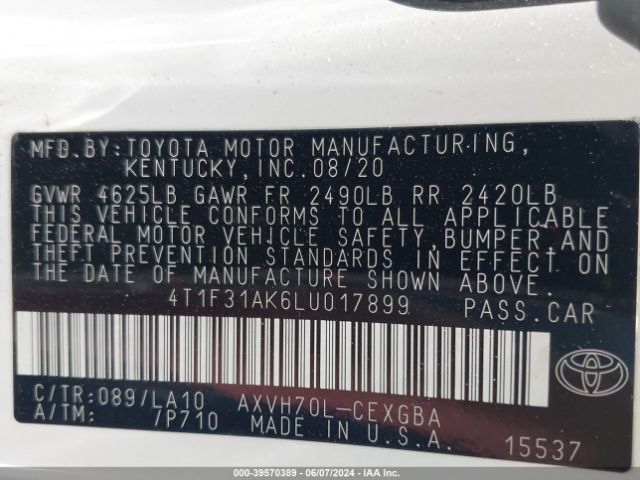 MFD. BY: TOYOTA MOTOR MANUFACTURING,
KENTUCKY, INC. 08/20
GVWR 4625LB GAWR FR 2490LB RR 2420LB
THIS VEHICLE CONFORMS TO ALL APPLICABLE
FEDERAL MOTOR VEHICLE SAFETY, BUMPER, AND
THEFT PREVENTION STANDARDS IN EFFECT ON
THE DATE OF MANUFACTURE SHOWN ABOVE.
4T1F31AK6LU017899 PASS. CAR
C/TR: 089/LA10 AXVH70L-CEXGBA
A/TM: 7P710 MADE IN U.S.A. 15537
TOYOTA
000-39570389 | 06/07/2024 | IAA Inc.